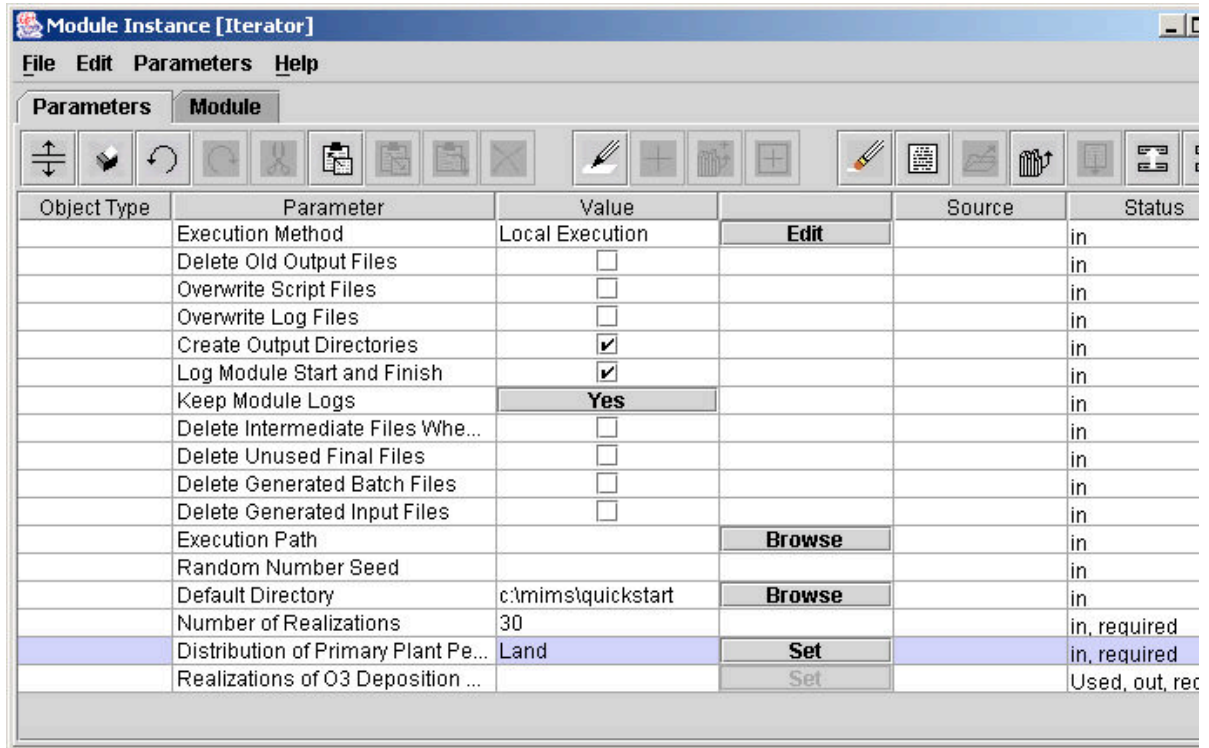 Module Instance [Iterator]
File Edit Parameters Help
Parameters Module
Object Type Parameter Value Source Status
Execution Method Local Execution Edit in
Delete Old Output Files in
Overwrite Script Files in
Overwrite Log Files in
Create Output Directories in
Log Module Start and Finish in
Keep Module Logs Yes in
Delete Intermediate Files Whe... in
Delete Unused Final Files in
Delete Generated Batch Files in
Delete Generated Input Files in
Execution Path Browse in
Random Number Seed in
Default Directory c:\mims\quickstart Browse in
Number of Realizations 30 in, required
Distribution of Primary Plant Pe... Land Set in, required
Realizations of O3 Deposition ... Set Used, out, rec